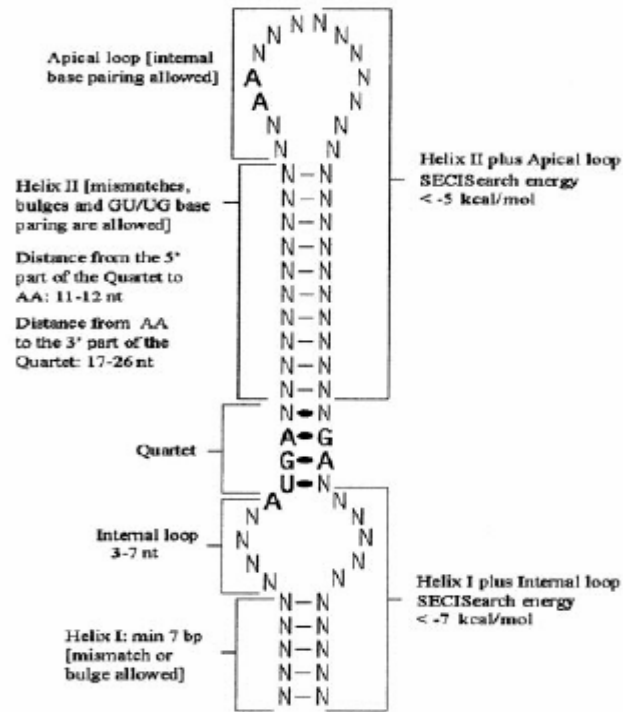 Apical loop [internal
base pairing allowed]
Helix II [mismatches,
bulges and GU/UG base
paring are allowed]
Distance from the 5'
part of the Quartet to
AA: 11-12 nt
Distance from AA
to the 3' part of the
Quartet: 17-26 nt
Quartet
Internal loop
3-7 nt
Helix I: min 7 bp
[mismatch or
bulge allowed]
A
A
N–N
N–N
N–N
N–N
N–N
N–N
N–N
N–N
N–N
N–N
N–N
N•N
A•G
G•A
U•N
A
N–N
N–N
N–N
N–N
N–N
Helix II plus Apical loop
SECISearch energy
< -5 kcal/mol
Helix I plus Internal loop
SECISearch energy
< -7 kcal/mol